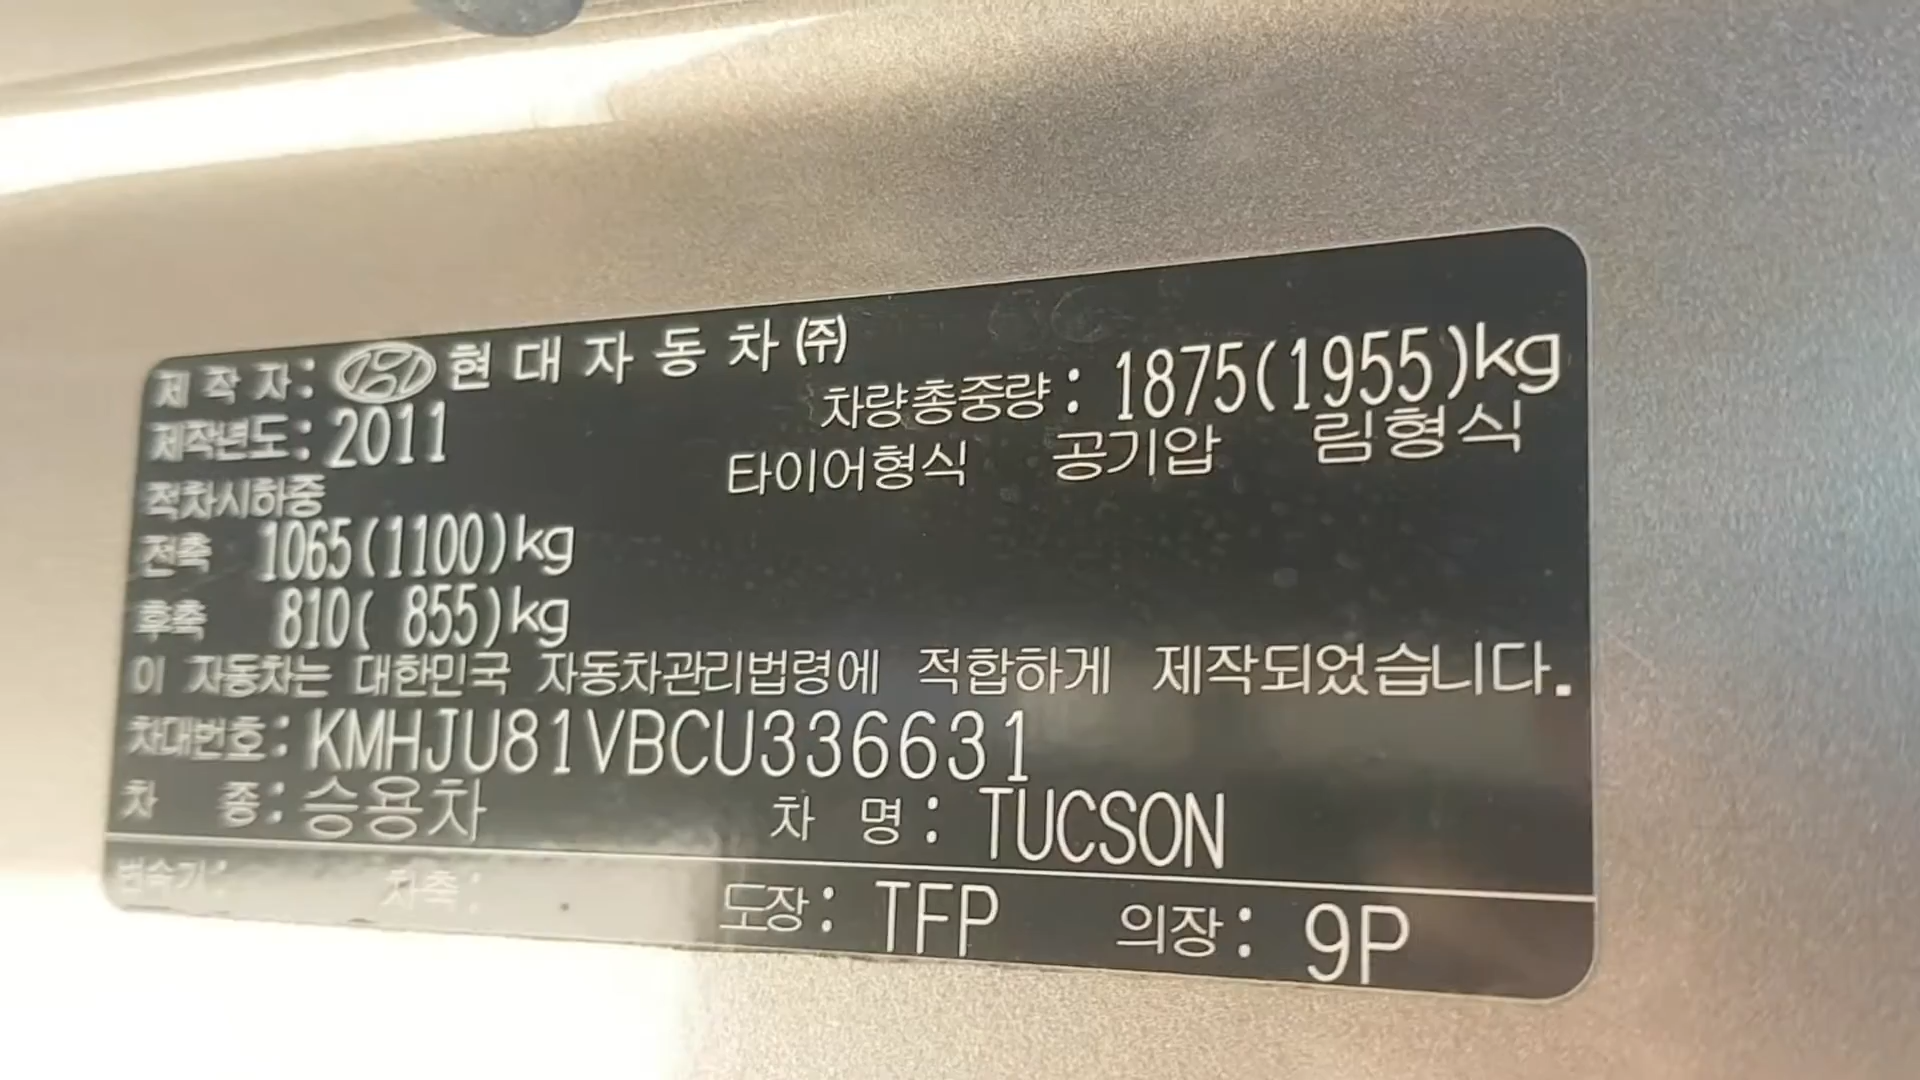 제 작 자: 현 대 자 동 차 ㈜
제작년도: 2011
차량총중량: 1875(1955)kg
타이어형식 공기압 림형식
적차시하중
전축 1065(1100)kg
후축 810( 855)kg
이 자동차는 대한민국 자동차관리법령에 적합하게 제작되었습니다.
차대번호: KMHJU81VBCU336631
차 종: 승용차 차 명: TUCSON
변속기: 차축: 도장: TFP 의장: 9P